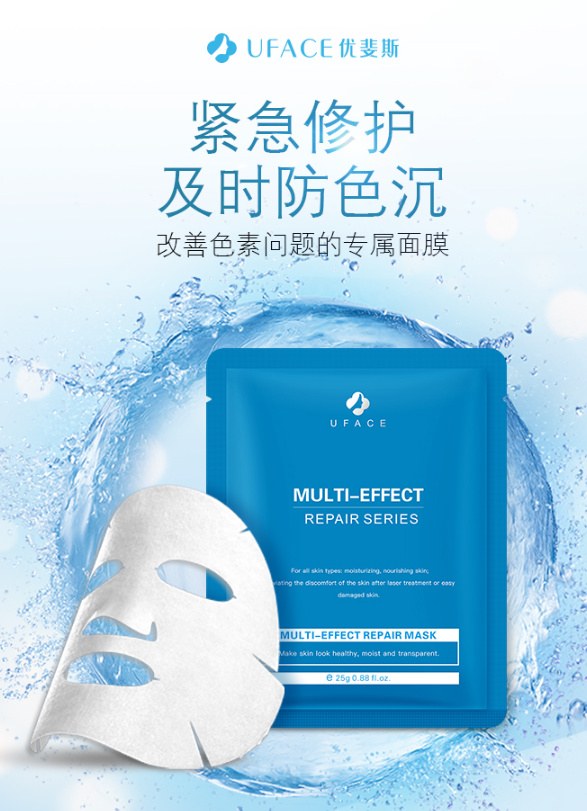 UFACE优斐斯
紧急修护
及时防色沉
改善色素问题的专属面膜
UFACE
MULTI-EFFECT
REPAIR SERIES
For all skin types: moisturizing, nourishing skin;
the discomfort of the skin after laser treatment or easy
damaged skin.
MULTI-EFFECT REPAIR MASK
Make skin look healthy, moist and transparent.
e 25g 0.88 fl.oz.